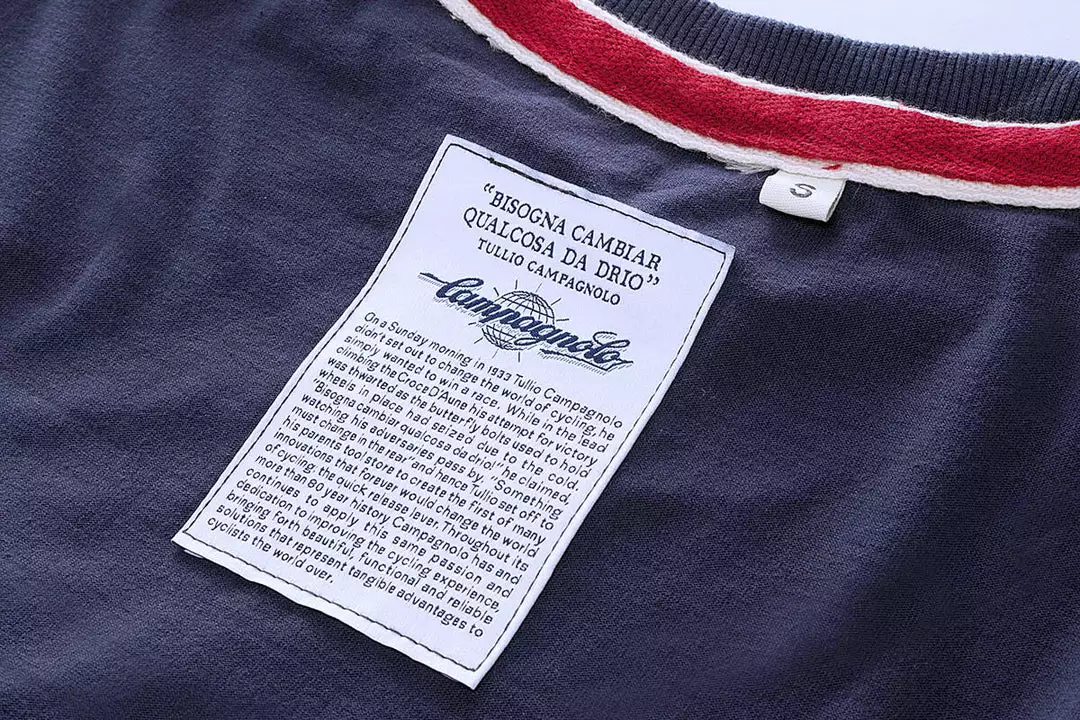 “BISOGNA CAMBIAR
QUALCOSA DA DRIO”
TULLIO CAMPAGNOLO
Campagnolo
On a Sunday morning in 1933 Tullio Campagnolo
didn't set out to change the world of cycling, he
simply wanted to win a race. While in the lead
climbing the Croce D'Aune his attempt for victory
was thwarted as the butterfly bolts used to hold
wheels in place had seized due to the cold,
watching his adversaries pass by. "Something
"Bisogna cambiar qualcosa da drio!" he claimed,
must change in the rear" and hence Tullio set off to
his parents tool store to create the first of many
innovations that forever would change the world
of cycling: the quick release lever. Throughout its
more than 80 year history Campagnolo has and
continues to apply this same passion and
dedication to improving the cycling experience,
bringing forth beautiful, functional and reliable
solutions that represent tangible advantages to
cyclists the world over.
S